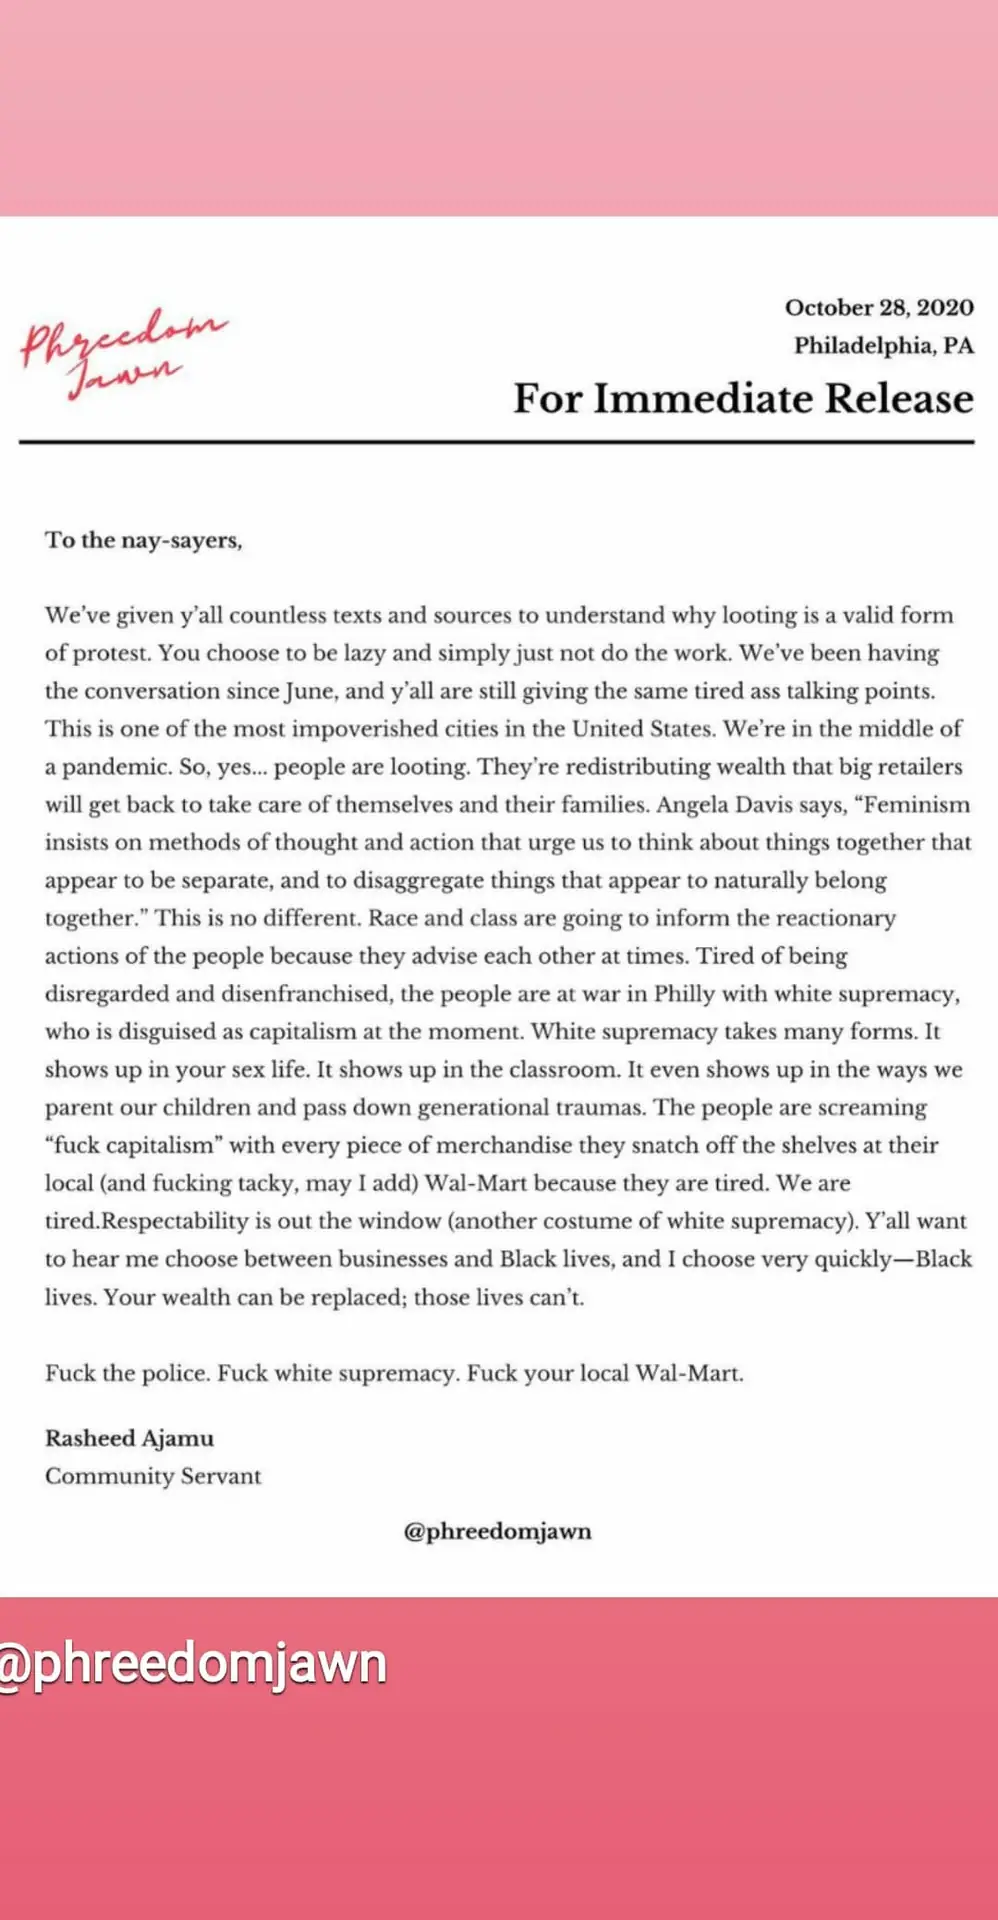 Phreedom
Jawn
October 28, 2020
Philadelphia, PA
For Immediate Release
To the nay-sayers,
We've given y'all countless texts and sources to understand why looting is a valid form
of protest. You choose to be lazy and simply just not do the work. We've been having
the conversation since June, and y'all are still giving the same tired ass talking points.
This is one of the most impoverished cities in the United States. We're in the middle of
a pandemic. So, yes... people are looting. They're redistributing wealth that big retailers
will get back to take care of themselves and their families. Angela Davis says, “Feminism
insists on methods of thought and action that urge us to think about things together that
appear to be separate, and to disaggregate things that appear to naturally belong
together.” This is no different. Race and class are going to inform the reactionary
actions of the people because they advise each other at times. Tired of being
disregarded and disenfranchised, the people are at war in Philly with white supremacy,
who is disguised as capitalism at the moment. White supremacy takes many forms. It
shows up in your sex life. It shows up in the classroom. It even shows up in the ways we
parent our children and pass down generational traumas. The people are screaming
“fuck capitalism” with every piece of merchandise they snatch off the shelves at their
local (and fucking tacky, may I add) Wal-Mart because they are tired. We are
tired.Respectability is out the window (another costume of white supremacy). Y'all want
to hear me choose between businesses and Black lives, and I choose very quickly—Black
lives. Your wealth can be replaced; those lives can't.
Fuck the police. Fuck white supremacy. Fuck your local Wal-Mart.
Rasheed Ajamu
Community Servant
@phreedomjawn
@phreedomjawn